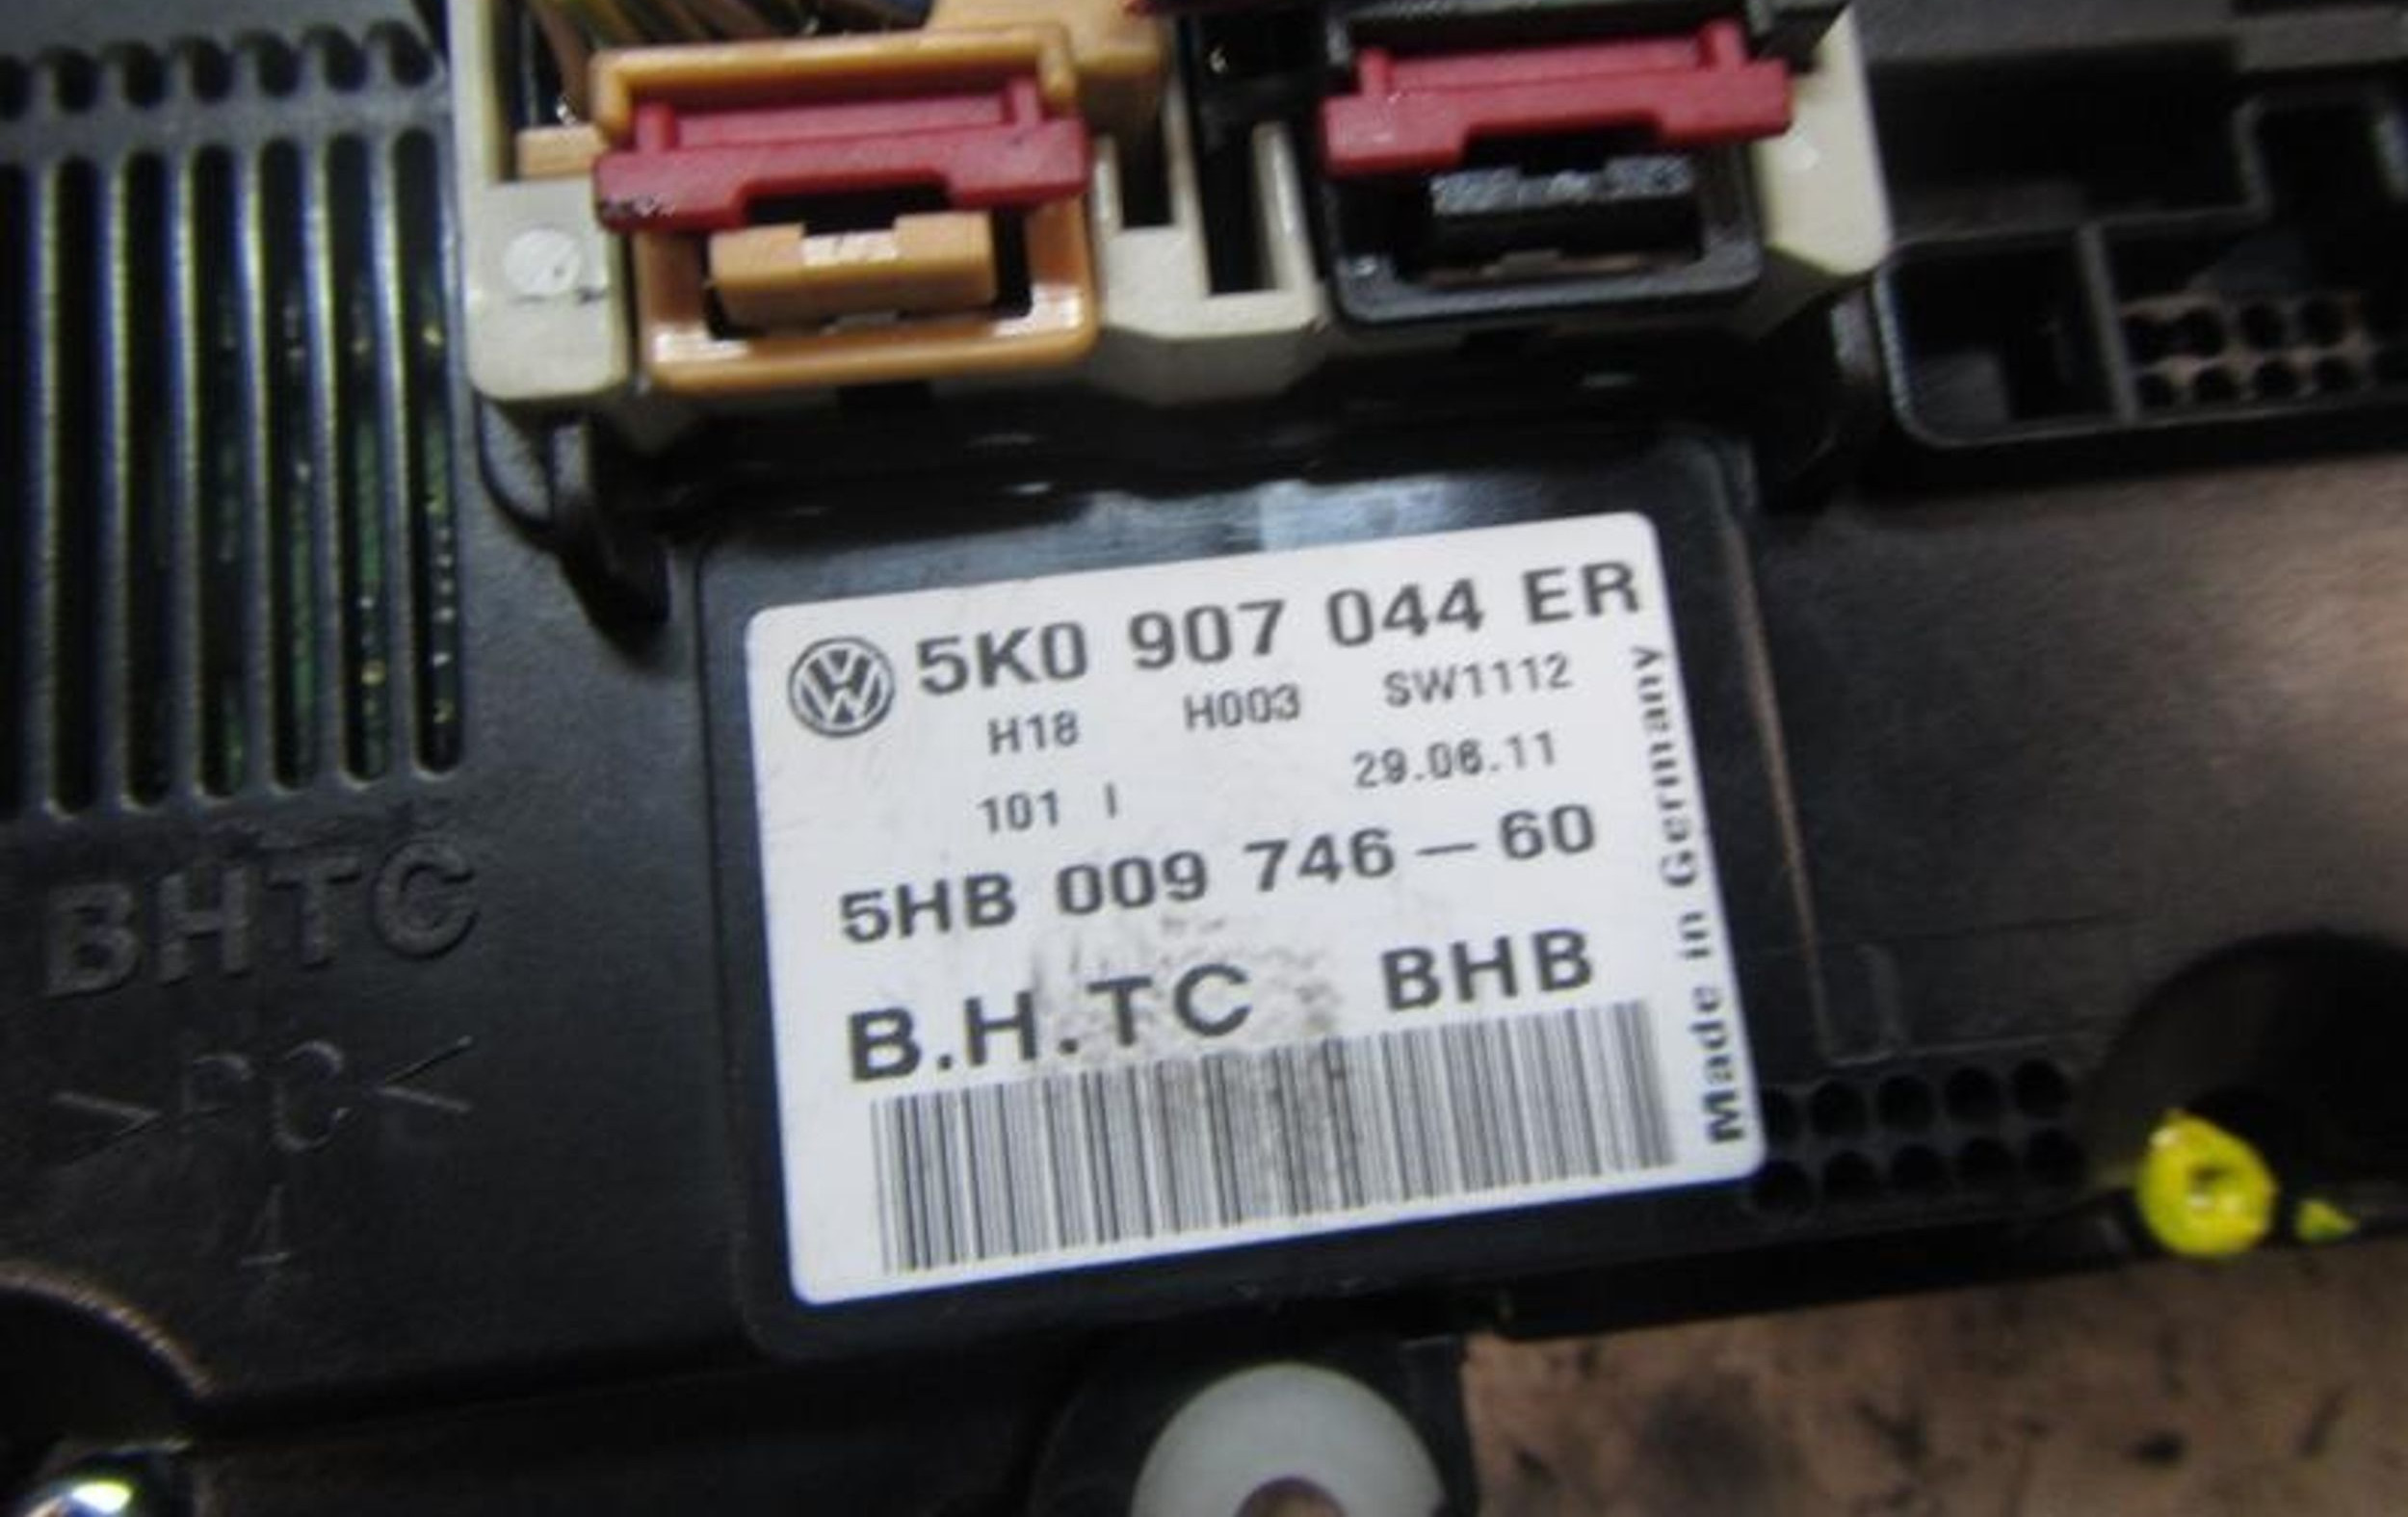 5K0 907 044 ER
H18 H003 SW1112
101 I 29.06.11
5HB 009 746-60
B.H.TC BHB
Made in Germany
BHTC
>PC<
4